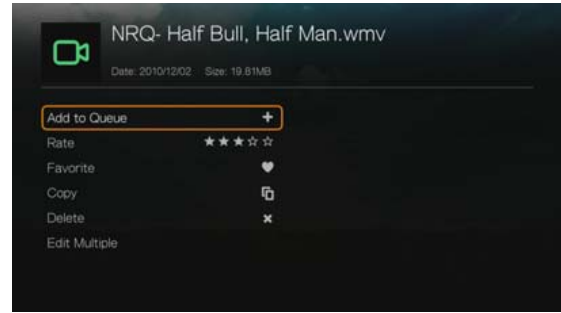 NRQ- Half Bull, Half Man.wmv
Date: 2010/12/02 Size: 19.81MB
Add to Queue
Rate
Favorite
Copy
Delete
Edit Multiple